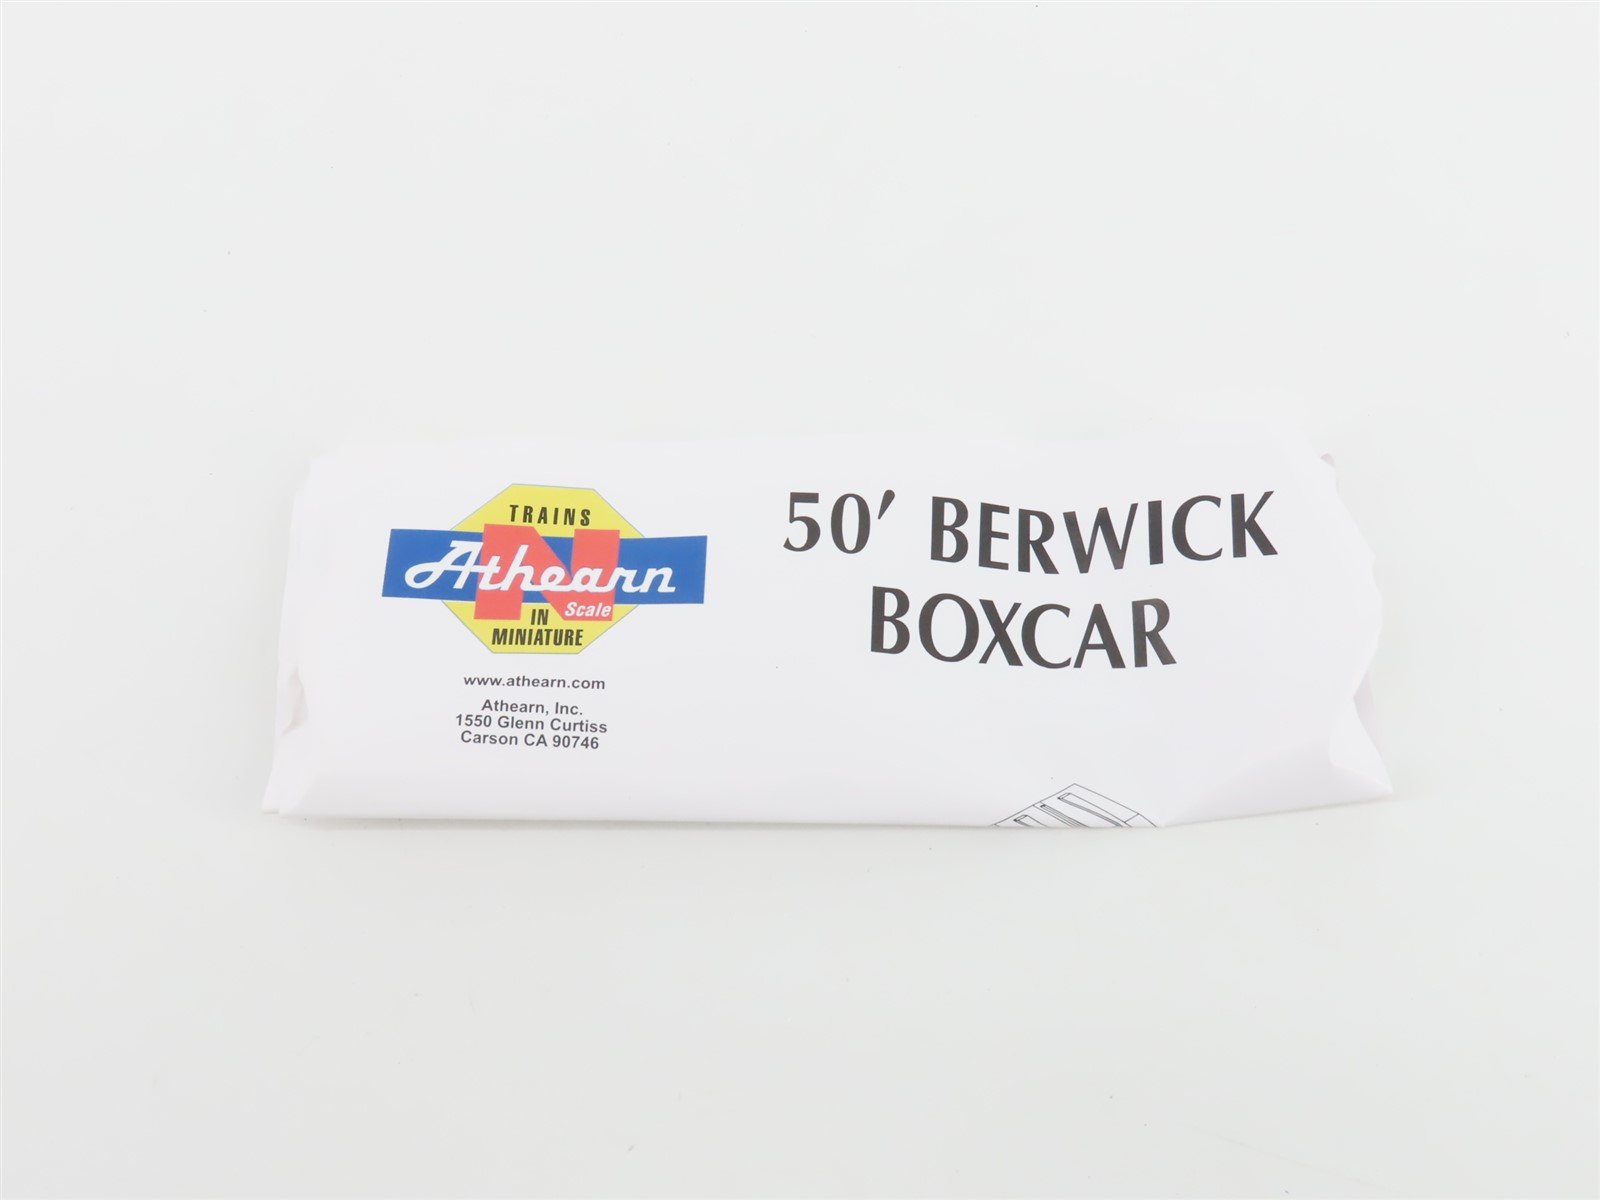 TRAINS
Athearn
N
Scale
IN
MINIATURE
www.athearn.com
Athearn, Inc.
1550 Glenn Curtiss
Carson CA 90746
50' BERWICK
BOXCAR